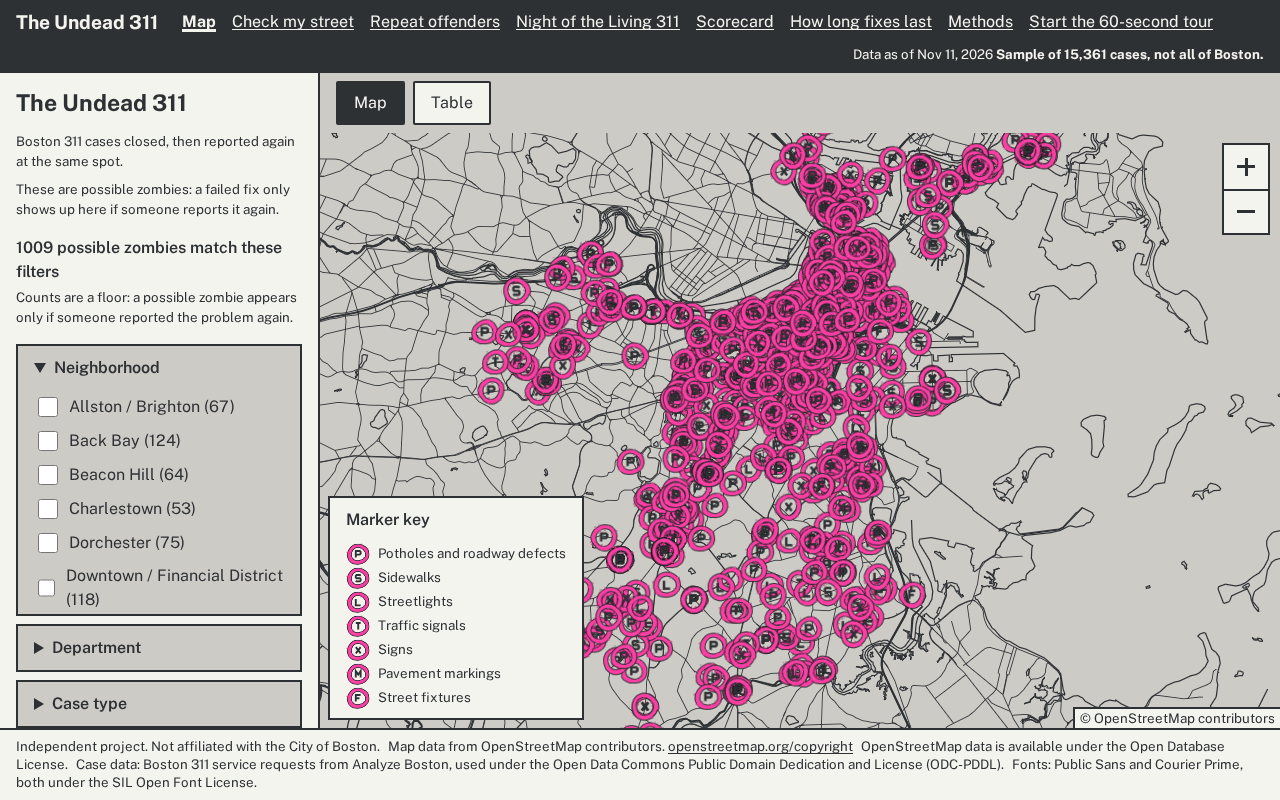 The Undead 311 Map Check my street Repeat offenders Night of the Living 311 Scorecard How long fixes last Methods Start the 60-second tour
Data as of Nov 11, 2026 Sample of 15,361 cases, not all of Boston.
The Undead 311
Boston 311 cases closed, then reported again
at the same spot.
These are possible zombies: a failed fix only
shows up here if someone reports it again.
1009 possible zombies match these
filters
Counts are a floor: a possible zombie appears
only if someone reported the problem again.
Neighborhood
Allston / Brighton (67)
Back Bay (124)
Beacon Hill (64)
Charlestown (53)
Dorchester (75)
Downtown / Financial District
(118)
Department
Case type
Map Table
+
−
Marker key
P Potholes and roadway defects
S Sidewalks
L Streetlights
T Traffic signals
X Signs
M Pavement markings
F Street fixtures
© OpenStreetMap contributors
Independent project. Not affiliated with the City of Boston. Map data from OpenStreetMap contributors. openstreetmap.org/copyright OpenStreetMap data is available under the Open Database
License. Case data: Boston 311 service requests from Analyze Boston, used under the Open Data Commons Public Domain Dedication and License (ODC-PDDL). Fonts: Public Sans and Courier Prime,
both under the SIL Open Font License.